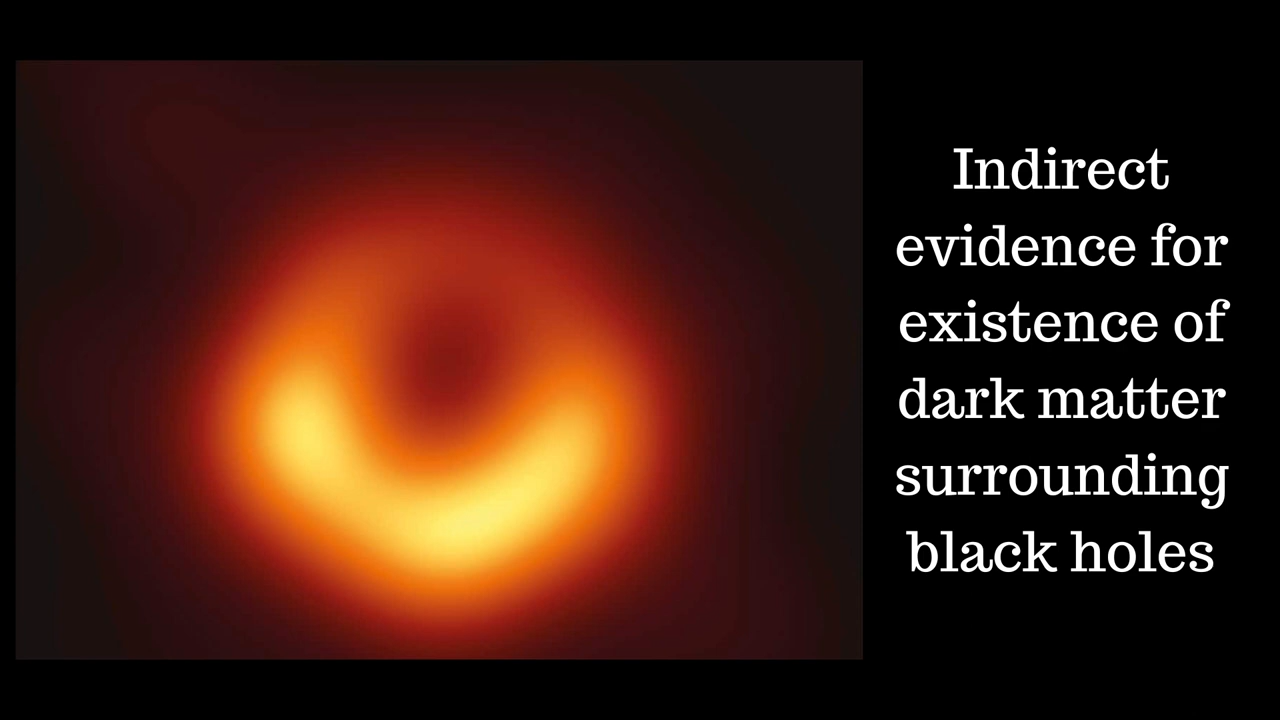 Indirect
evidence for
existence of
dark matter
surrounding
black holes